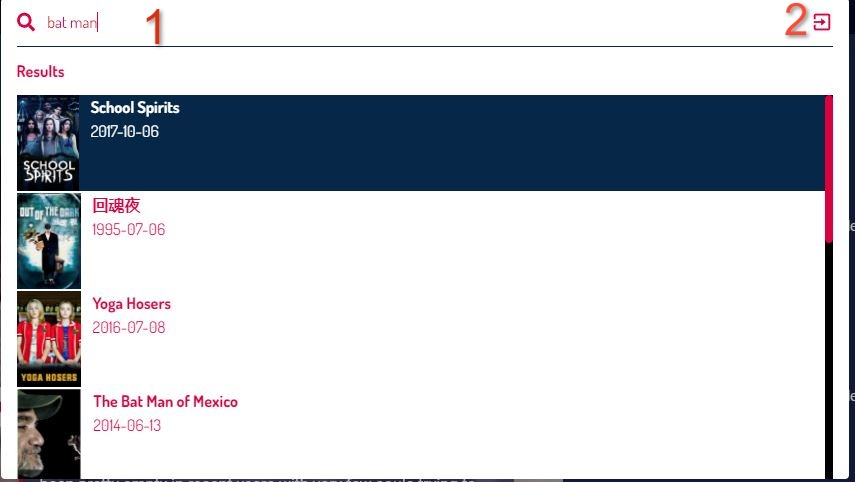 bat man
1
2
Results
School Spirits
2017-10-06
SCHOOL
SPIRITS
回魂夜
1995-07-06
OUT OF THE DARK
Yoga Hosers
2016-07-08
YOGA HOSERS
The Bat Man of Mexico
2014-06-13